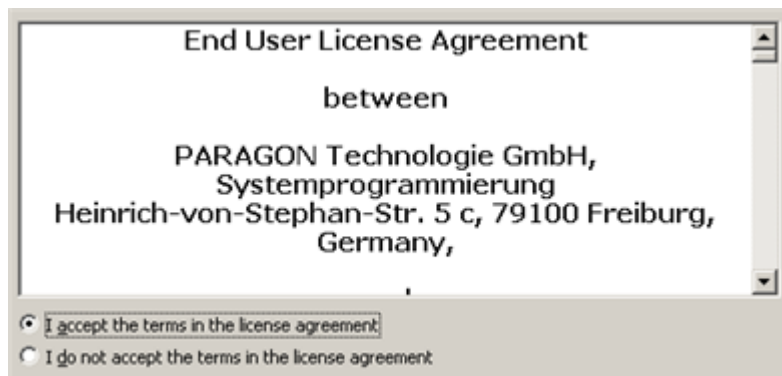 End User License Agreement
between
PARAGON Technologie GmbH,
Systemprogrammierung
Heinrich-von-Stephan-Str. 5 c, 79100 Freiburg,
Germany,
I accept the terms in the license agreement
I do not accept the terms in the license agreement